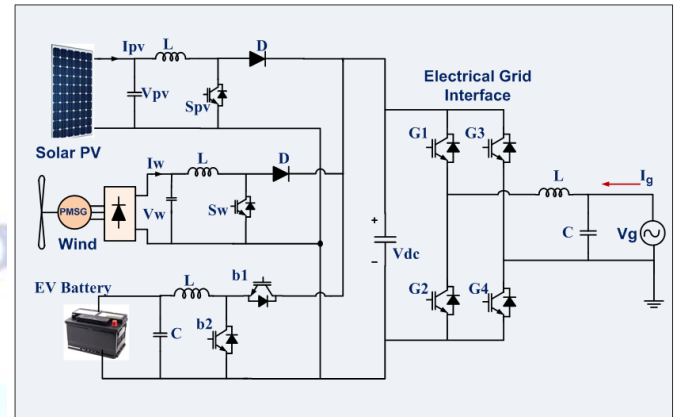 Ipv
L
D
Vpv
Spv
Solar PV
Electrical Grid
Interface
G1
G3
L
Ig
C
Vg
Iw
L
D
PMSG
Vw
Sw
Wind
+
Vdc
−
EV Battery
L
b1
b2
C
G2
G4